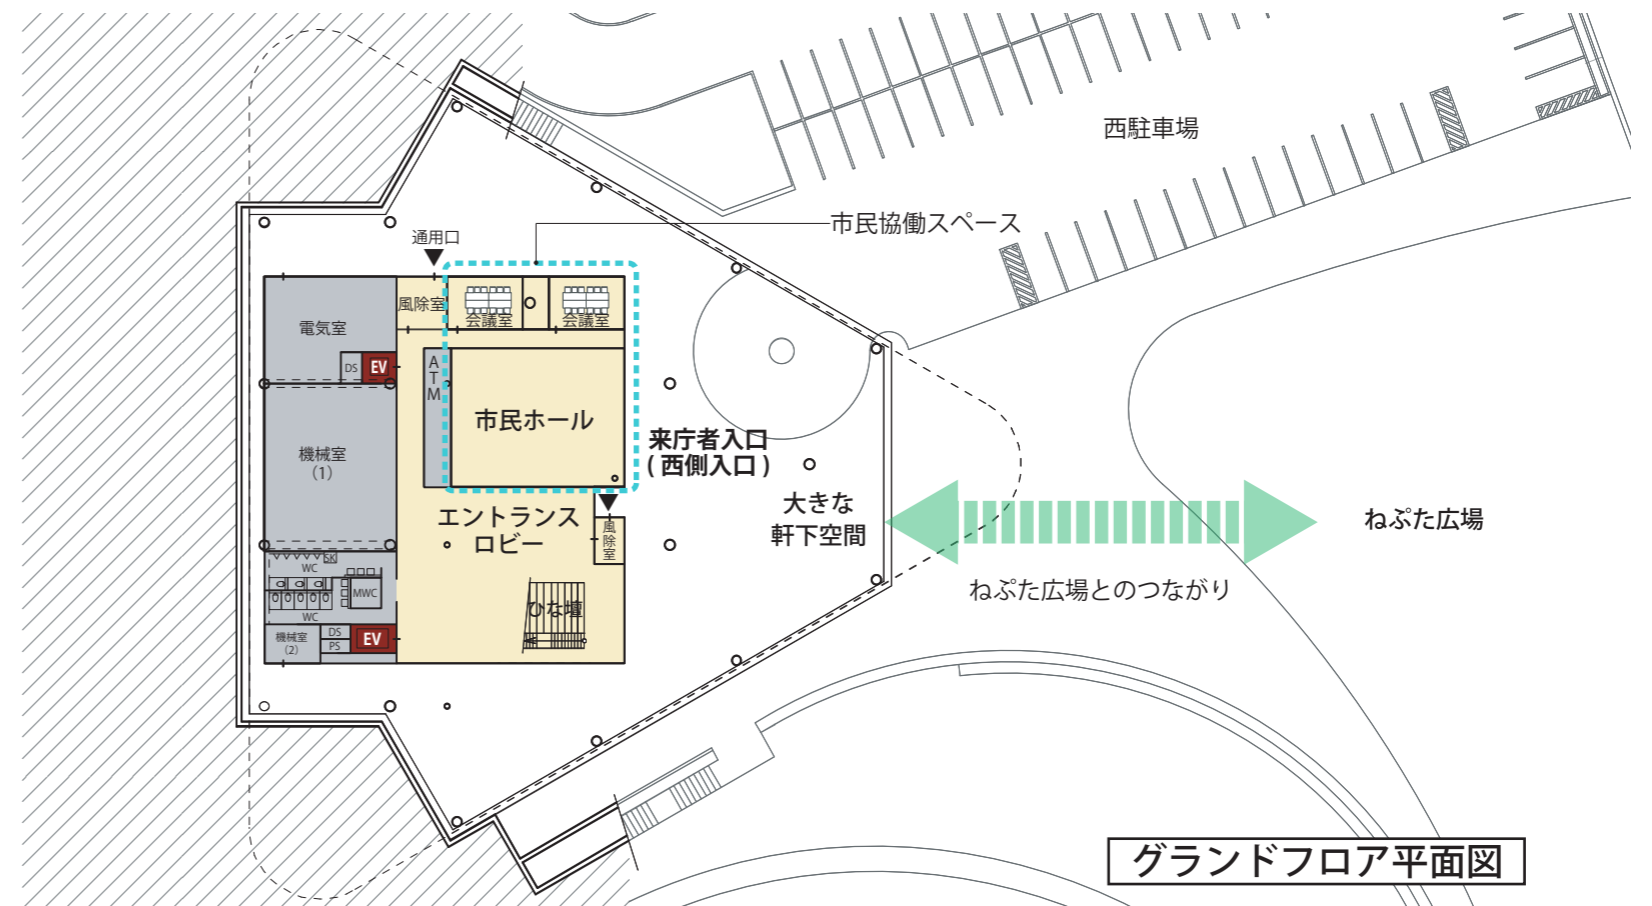 西駐車場
市民協働スペース
通用口
風除室
会議室
会議室
電気室
DS
EV
ATM
市民ホール
機械室
(1)
来庁者入口
(西側入口)
大きな
軒下空間
ねぷた広場
ねぷた広場とのつながり
エントランス
ロビー
風除室
SK
WC
MWC
WC
ひな壇
機械室
(2)
DS
PS
EV
グランドフロア平面図